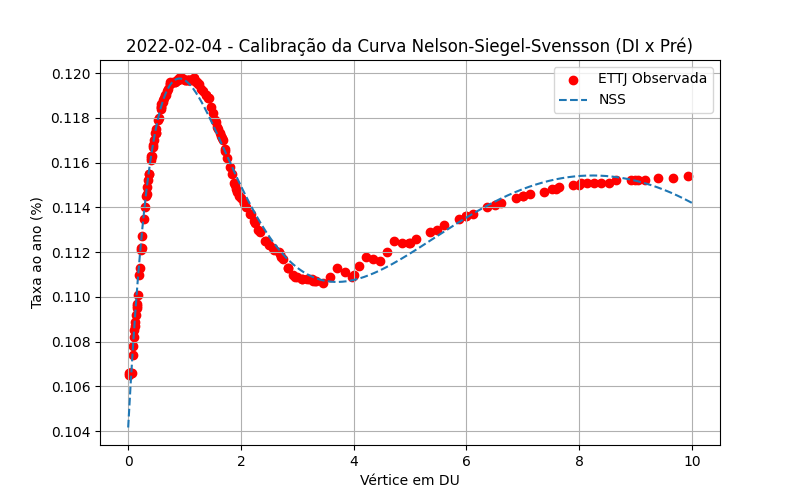 2022-02-04 - Calibração da Curva Nelson-Siegel-Svensson (DI x Pré)
ETTJ Observada
NSS
Taxa ao ano (%)
0.120
0.118
0.116
0.114
0.112
0.110
0.108
0.106
0.104
0 2 4 6 8 10
Vértice em DU